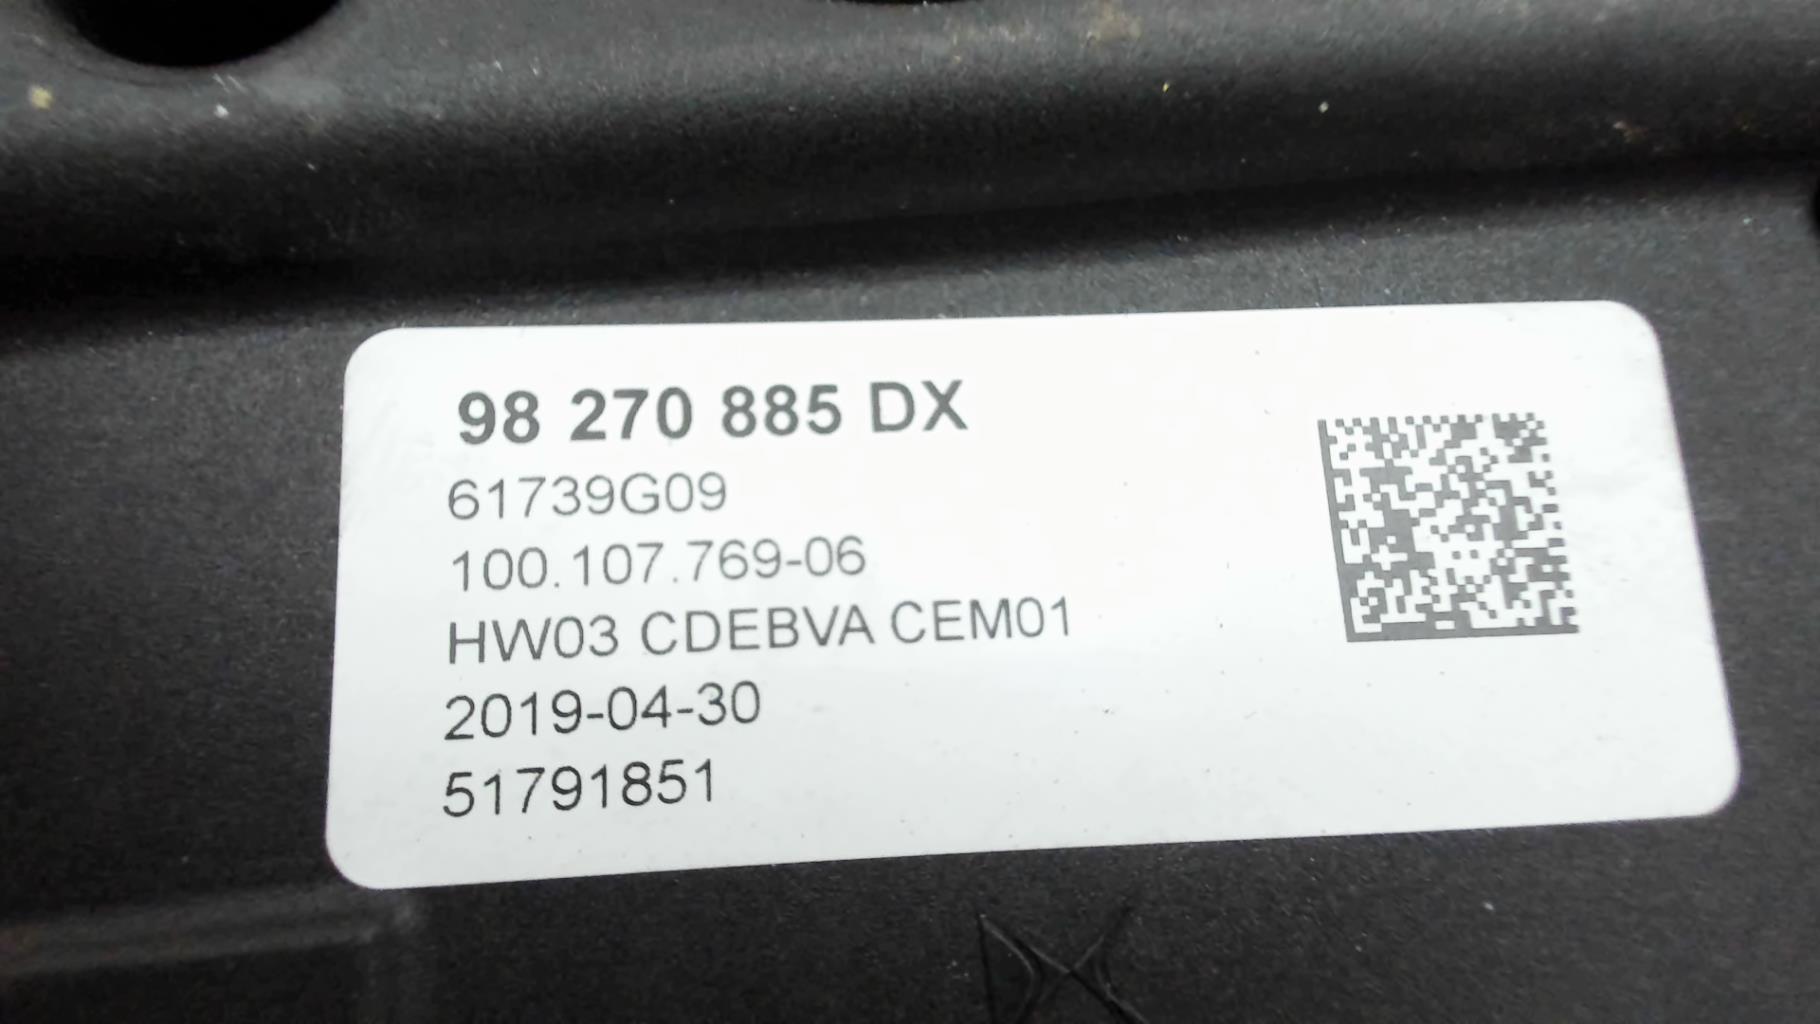 98 270 885 DX
61739G09
100.107.769-06
HW03 CDEBVA CEM01
2019-04-30
51791851